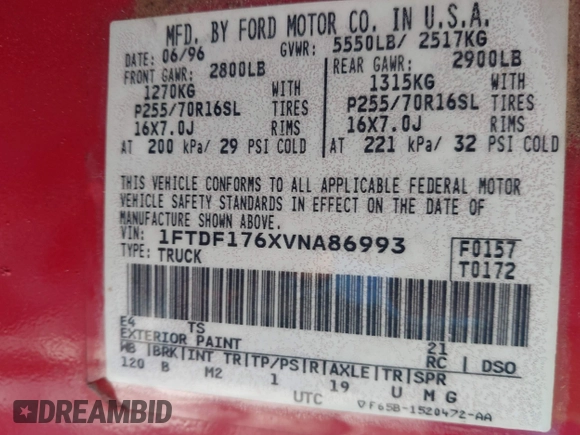 MFD. BY FORD MOTOR CO. IN U.S.A.
DATE: 06/96 GVWR: 5550LB/ 2517KG
FRONT GAWR: 2800LB REAR GAWR: 2900LB
1270KG WITH 1315KG WITH
P255/70R16SL TIRES P255/70R16SL TIRES
16X7.0J RIMS 16X7.0J RIMS
AT 200 kPa/ 29 PSI COLD AT 221 kPa/ 32 PSI COLD
THIS VEHICLE CONFORMS TO ALL APPLICABLE FEDERAL MOTOR
VEHICLE SAFETY STANDARDS IN EFFECT ON THE DATE OF
MANUFACTURE SHOWN ABOVE.
VIN: 1FTDF176XVNA86993 F0157
TYPE: TRUCK T0172
E4 TS 21
EXTERIOR PAINT RC DSO
WB BRK INT TR TP/PS R AXLE TR SPR
120 B M2 1 19 U M G
UTC ▽F65B-1520472-AA
DREAMBID